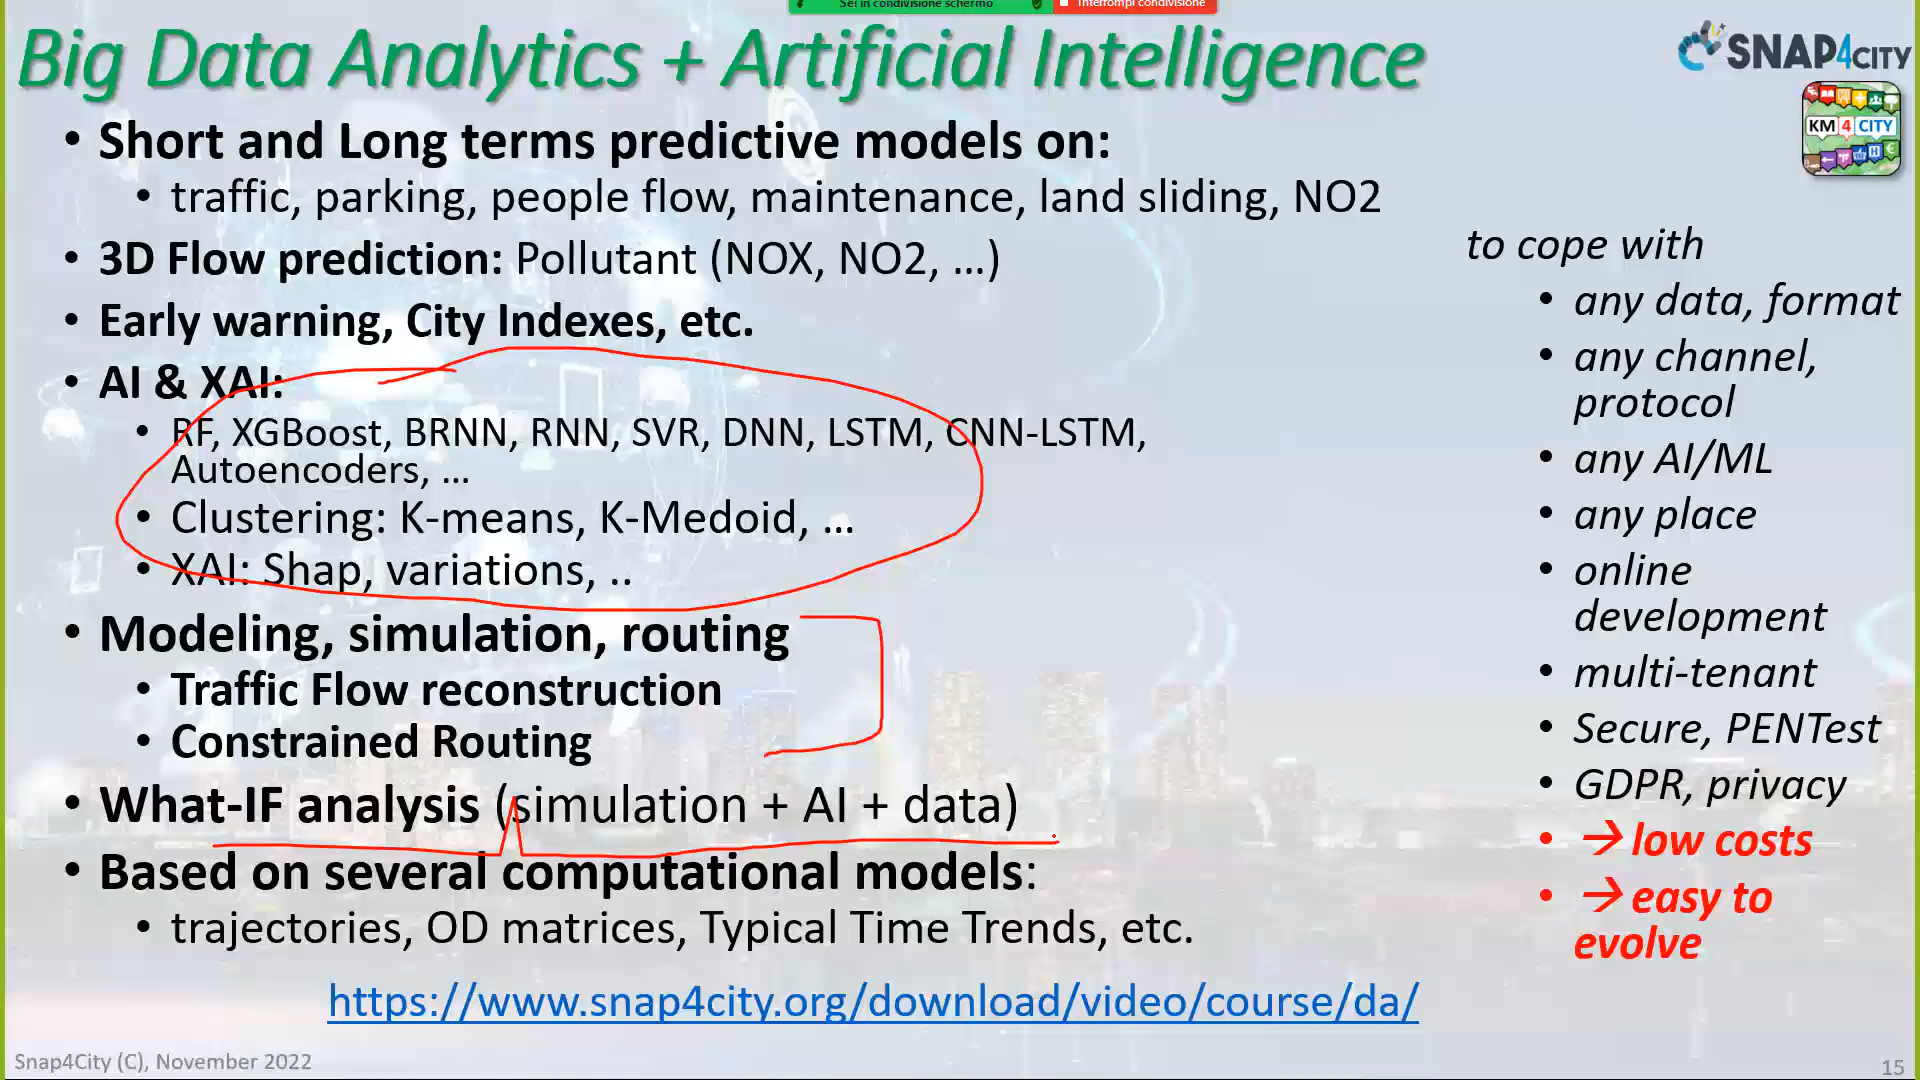 Sei in condivisione schermo
Interrompi condivisione
Big Data Analytics + Artificial Intelligence
SNAP4CITY
KM 4 CITY
• Short and Long terms predictive models on:
• traffic, parking, people flow, maintenance, land sliding, NO2
• 3D Flow prediction: Pollutant (NOX, NO2, …)
• Early warning, City Indexes, etc.
• AI & XAI:
• RF, XGBoost, BRNN, RNN, SVR, DNN, LSTM, CNN-LSTM,
Autoencoders, …
• Clustering: K-means, K-Medoid, …
• XAI: Shap, variations, ..
• Modeling, simulation, routing
• Traffic Flow reconstruction
• Constrained Routing
• What-IF analysis (simulation + AI + data)
• Based on several computational models:
• trajectories, OD matrices, Typical Time Trends, etc.
https://www.snap4city.org/download/video/course/da/
to cope with
• any data, format
• any channel,
protocol
• any AI/ML
• any place
• online
development
• multi-tenant
• Secure, PENTest
• GDPR, privacy
• → low costs
• → easy to
evolve
Snap4City (C), November 2022
15